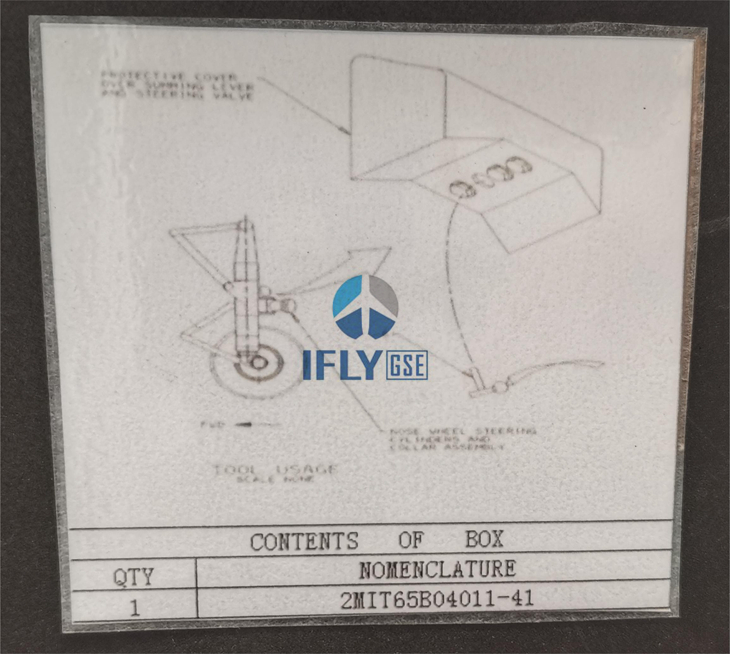 PROTECTIVE COVER
OVER SUMMING LEVER
AND STEERING VALVE
IFLY GSE
FWD
NOSE WHEEL STEERING
CYLINDERS AND
COLLAR ASSEMBLY
TOOL USAGE
SCALE NONE
CONTENTS OF BOX
QTY NOMENCLATURE
1 2MIT65B04011-41